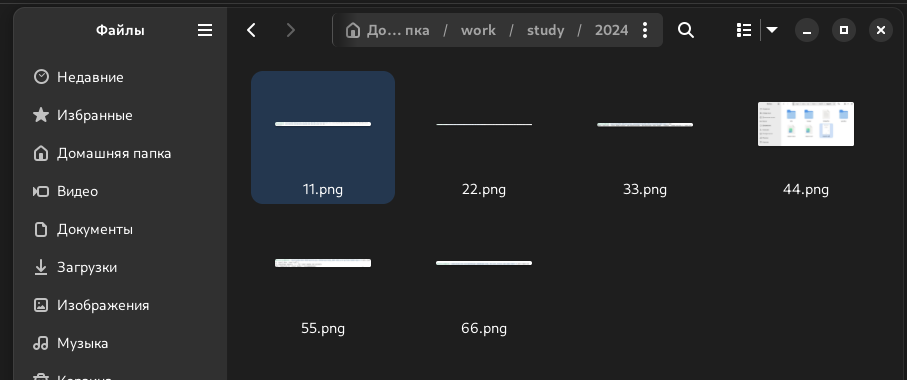 Файлы
До... пка / work / study / 2024
Недавние
Избранные
Домашняя папка
Видео
Документы
Загрузки
Изображения
Музыка
Корзина
11.png
22.png
33.png
44.png
55.png
66.png